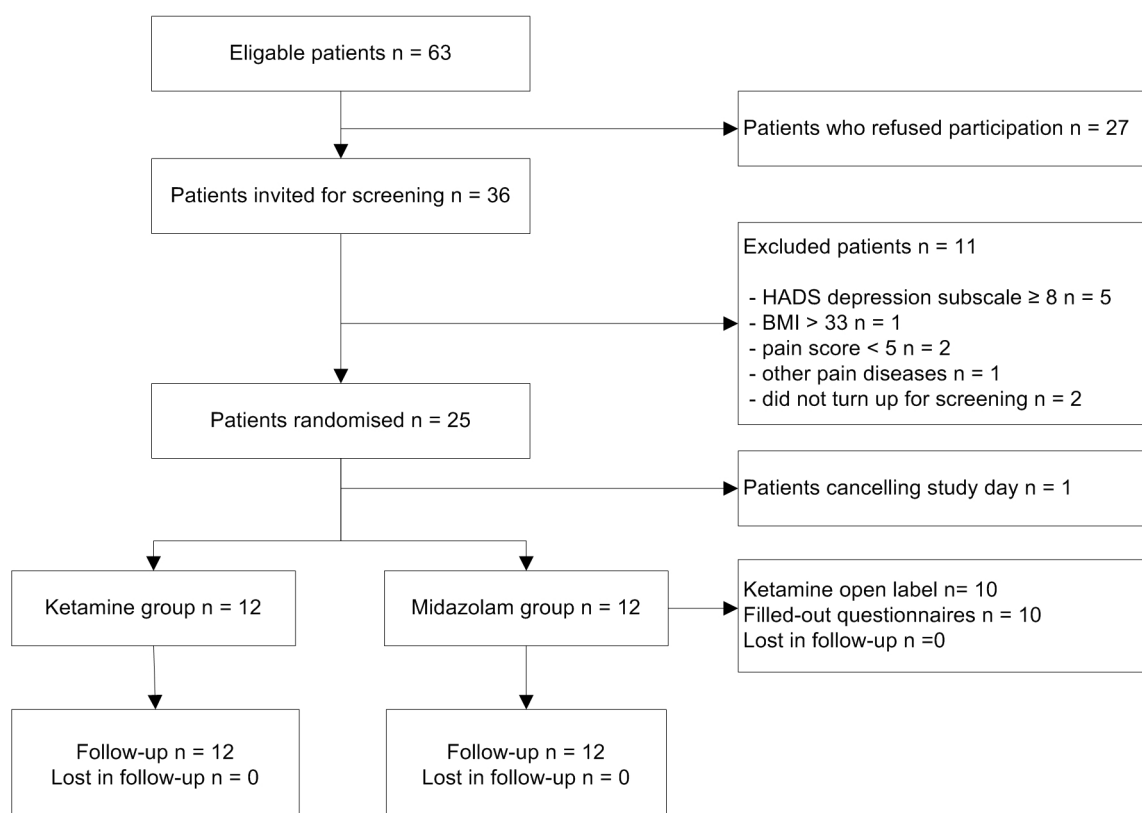 Eligable patients n = 63
Patients who refused participation n = 27
Patients invited for screening n = 36
Excluded patients n = 11
- HADS depression subscale ≥ 8 n = 5
- BMI > 33 n = 1
- pain score < 5 n = 2
- other pain diseases n = 1
- did not turn up for screening n = 2
Patients randomised n = 25
Patients cancelling study day n = 1
Ketamine group n = 12
Midazolam group n = 12
Ketamine open label n= 10
Filled-out questionnaires n = 10
Lost in follow-up n =0
Follow-up n = 12
Lost in follow-up n = 0
Follow-up n = 12
Lost in follow-up n = 0